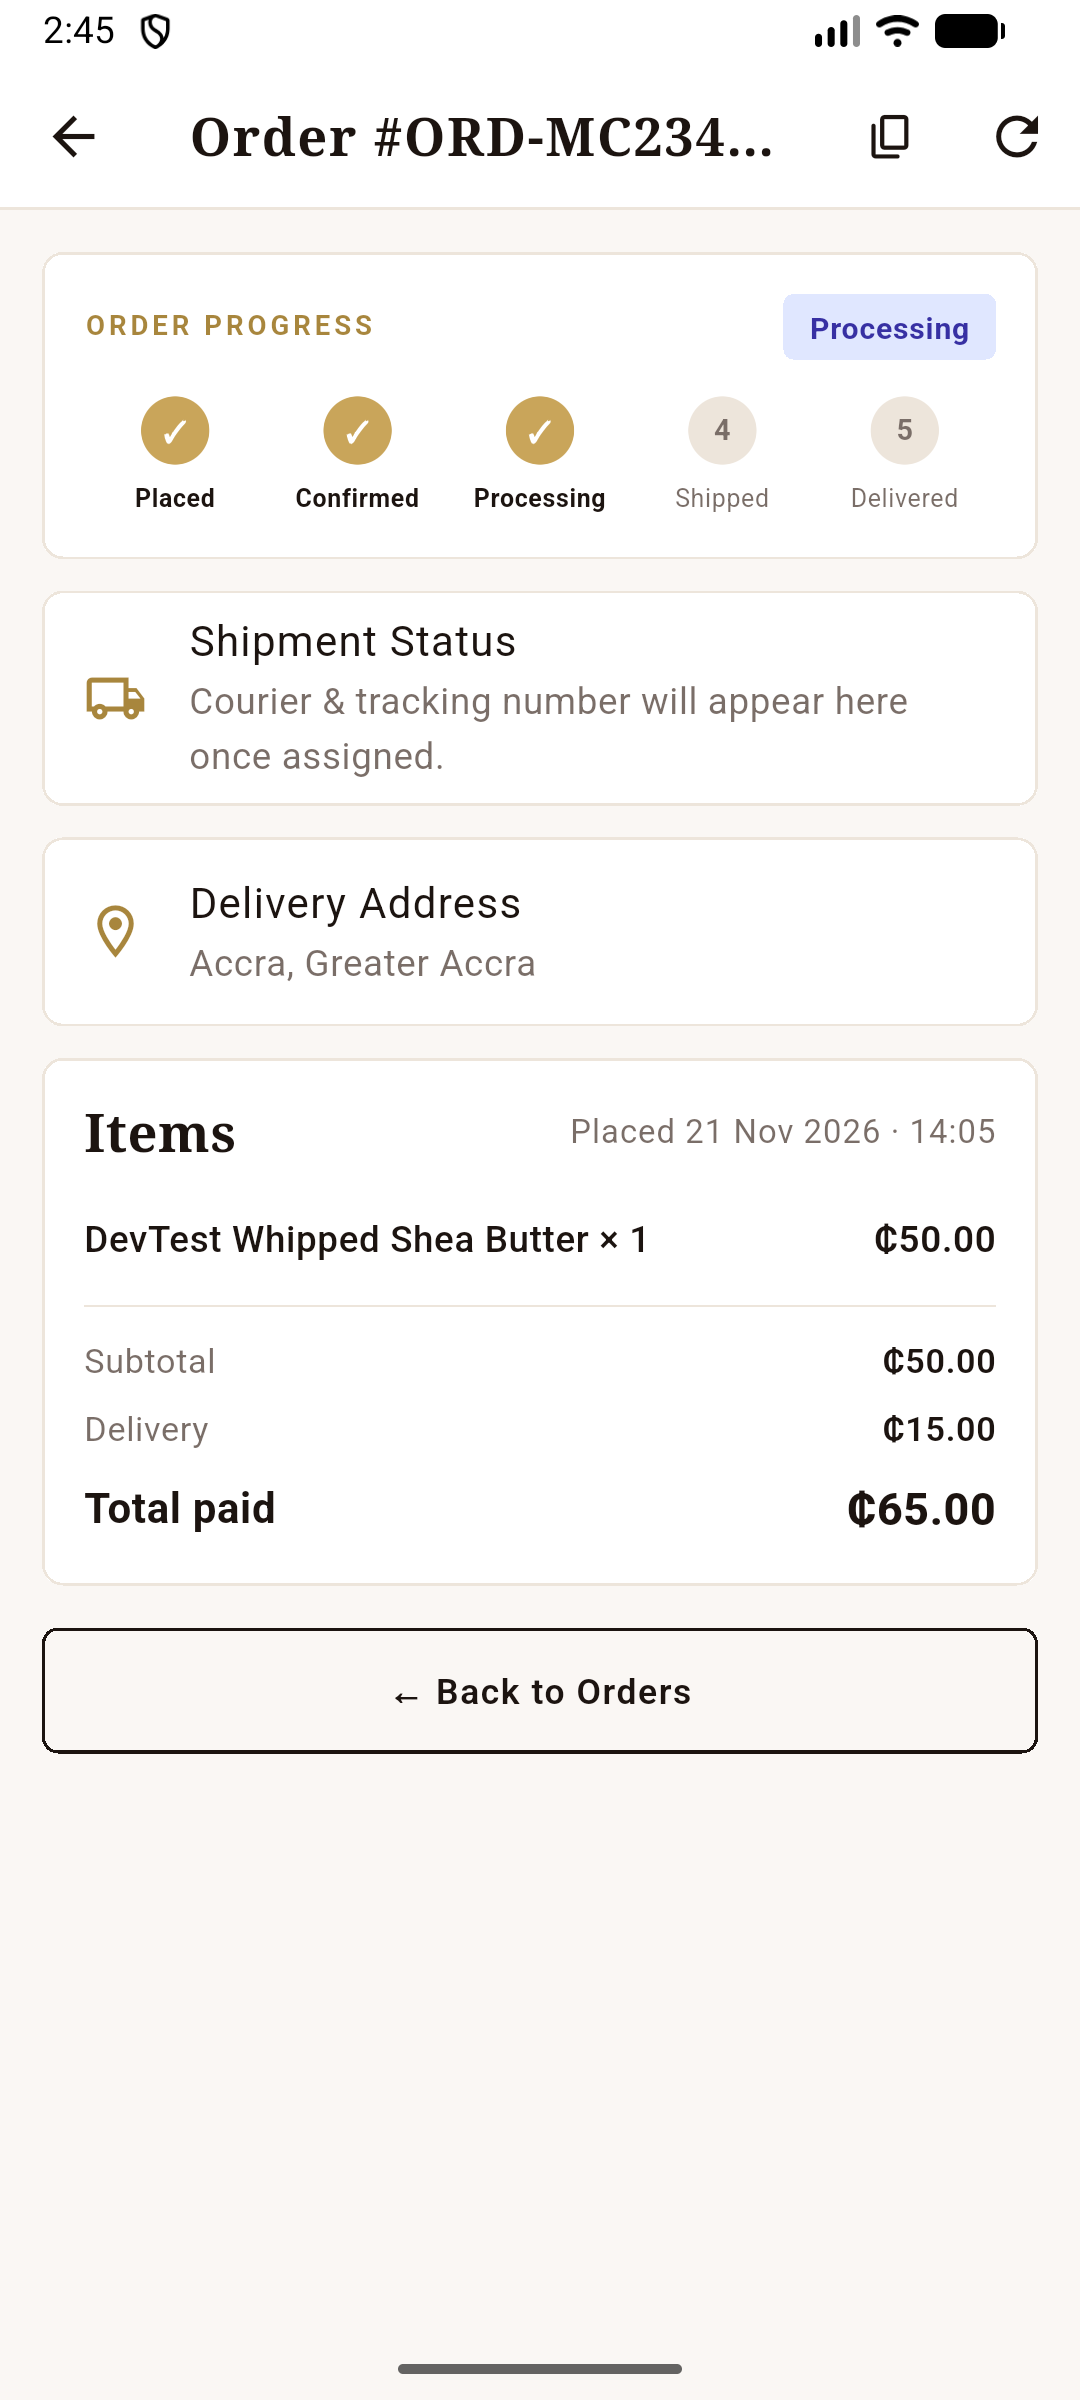 2:45
Order #ORD-MC234...
ORDER PROGRESS
Processing
✓ ✓ ✓ 4 5
Placed Confirmed Processing Shipped Delivered
Shipment Status
Courier & tracking number will appear here
once assigned.
Delivery Address
Accra, Greater Accra
Items
Placed 21 Nov 2026 · 14:05
DevTest Whipped Shea Butter × 1
₵50.00
Subtotal
₵50.00
Delivery
₵15.00
Total paid
₵65.00
← Back to Orders